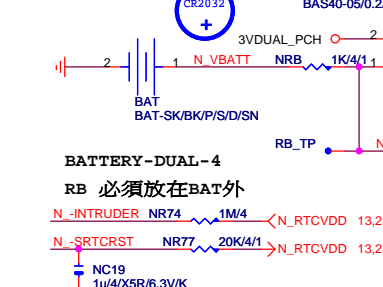 CR2032
BAS40-05/0.2
+
3VDUAL_PCH 2
2 1 N_VBATT NRB 1K/4/1 1
BAT
BAT-SK/BK/P/S/D/SN
RB_TP N
BATTERY-DUAL-4
RB 必須放在BAT外
N_-INTRUDER NR74 1M/4 N_RTCVDD 13,2
N_-SRTCRST NR77 20K/4/1 N_RTCVDD 13,2
NC19
1u/4/X5R/6.3V/K